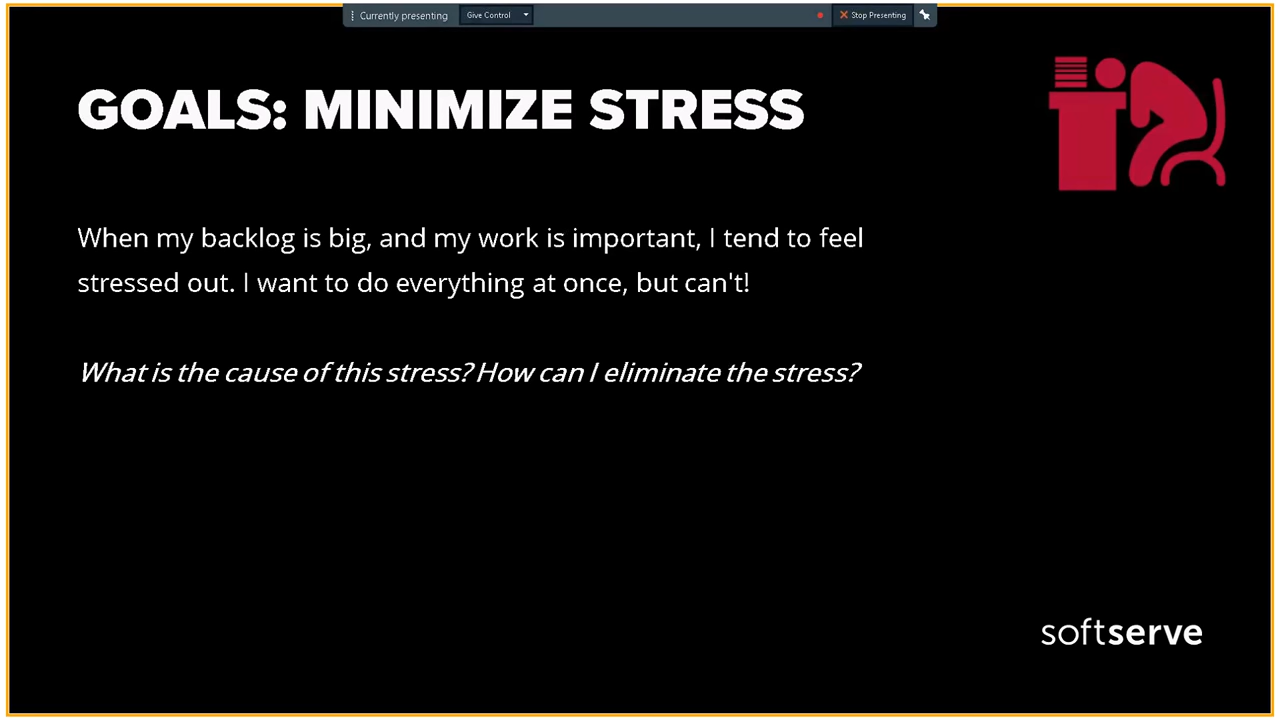 Currently presenting Give Control Stop Presenting
GOALS: MINIMIZE STRESS
When my backlog is big, and my work is important, I tend to feel
stressed out. I want to do everything at once, but can't!
What is the cause of this stress? How can I eliminate the stress?
softserve